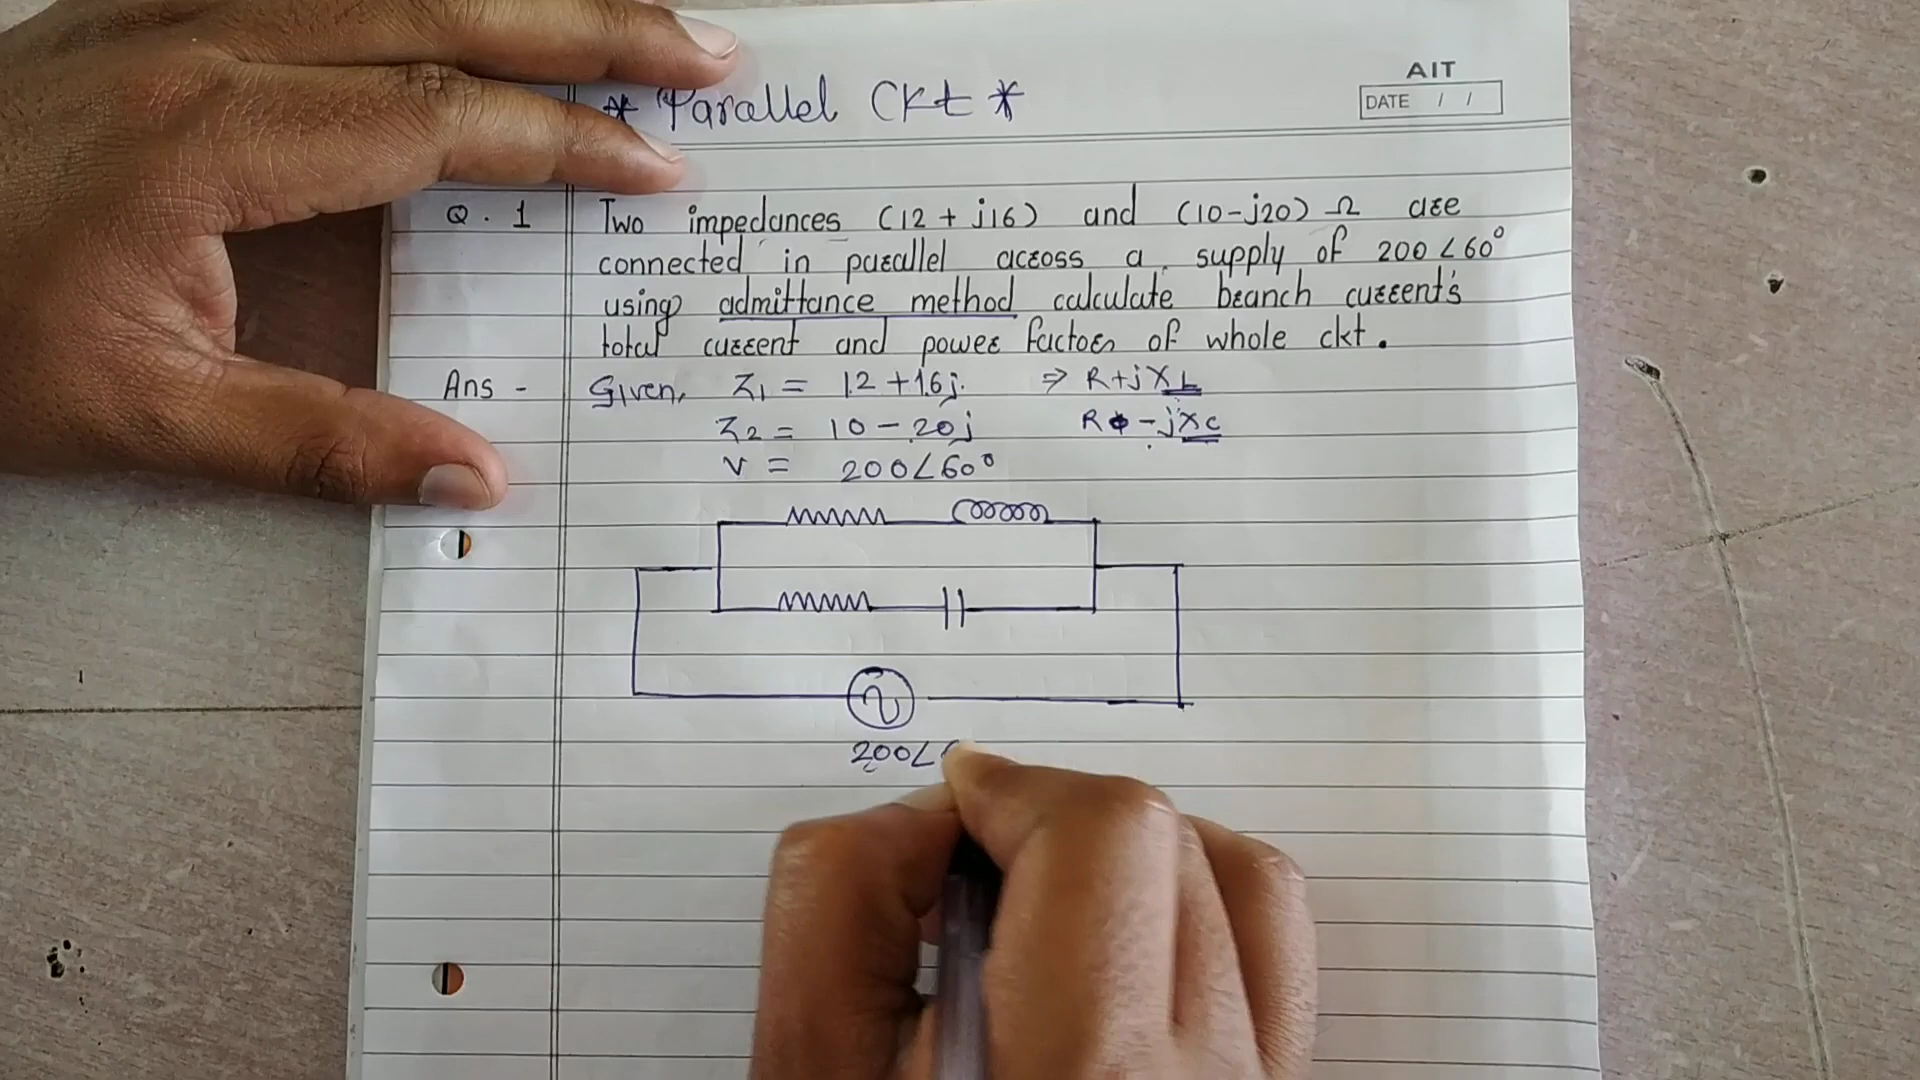 * Parallel Ckt *
AIT
DATE / /
Q. 1 Two impedances (12 + j16) and (10-j20) Ω are
connected in parallel across a supply of 200∠60°
using admittance method calculate branch current's
total current and power factors of whole ckt.
Ans - Given, Z1 = 12 + 16j. ⇒ R+jXL
Z2 = 10 - 20j R - jXc
V = 200∠60°
200∠